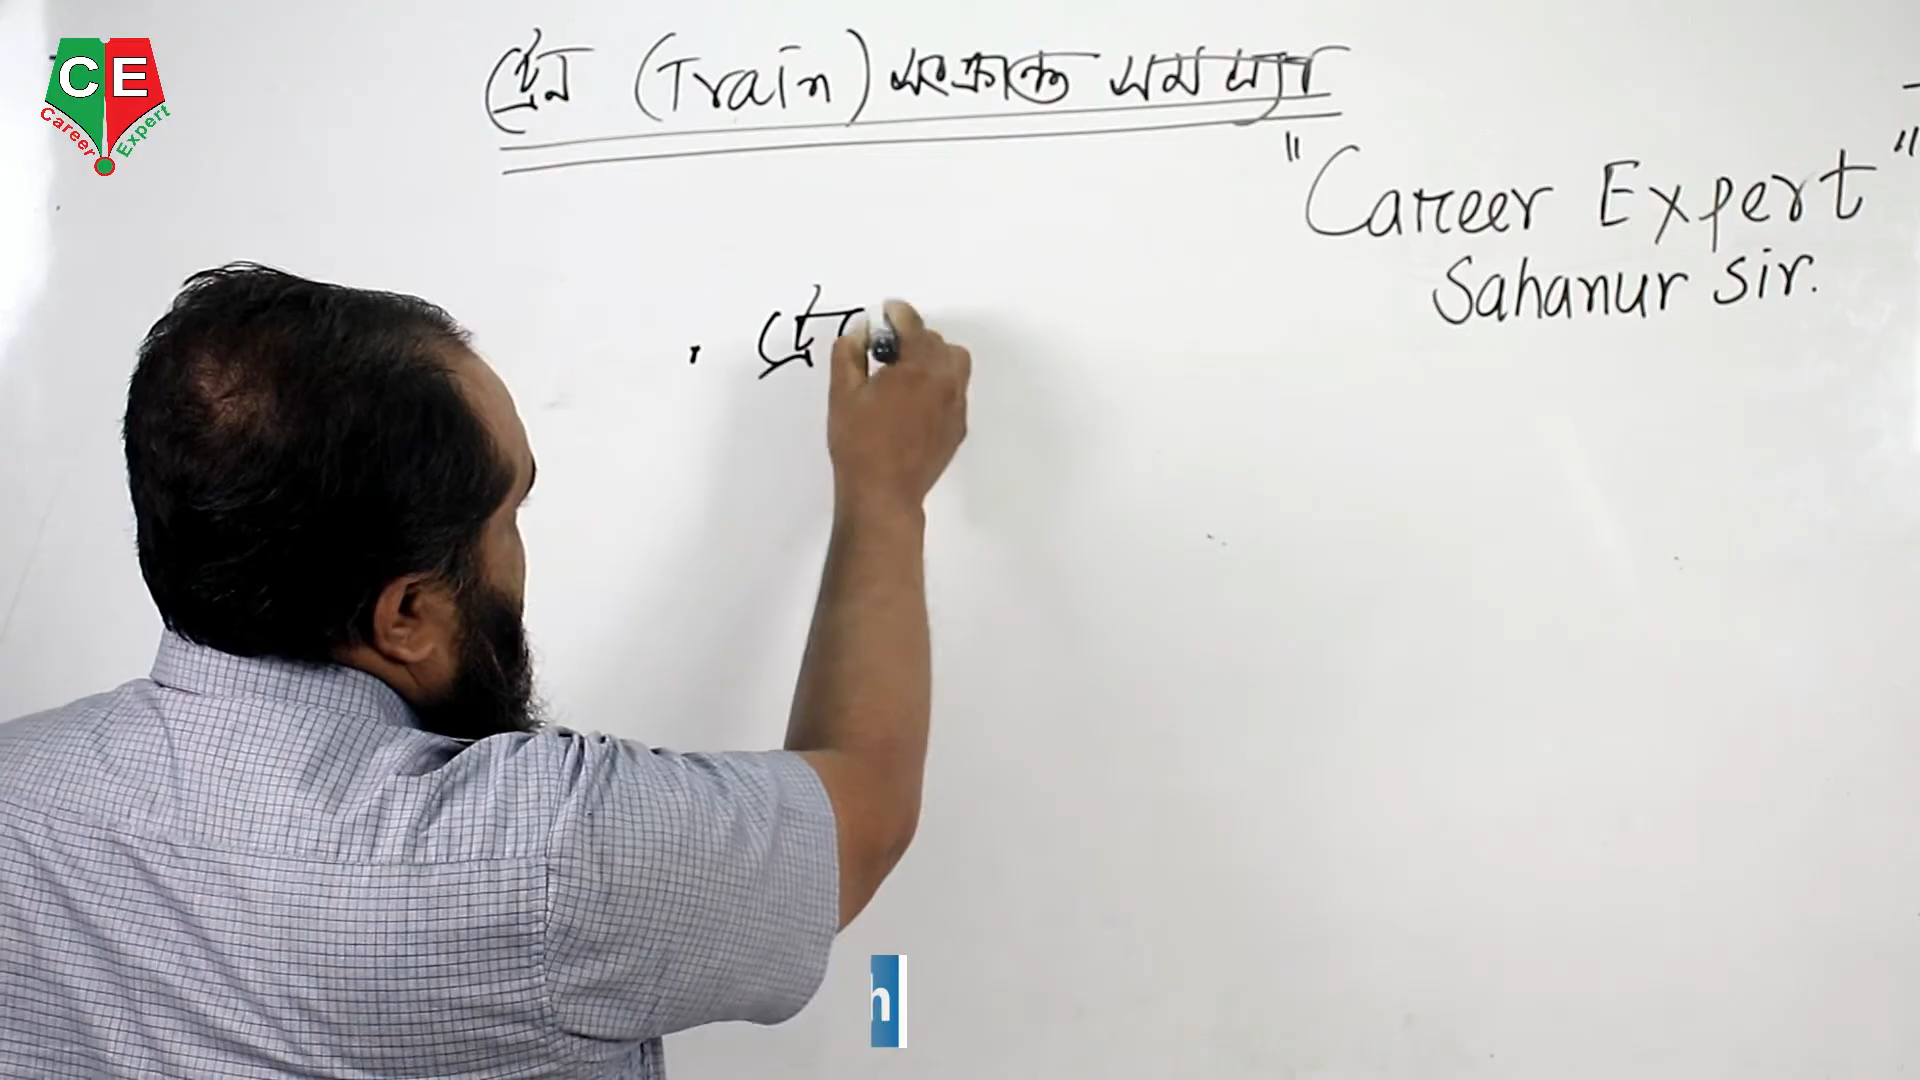 CE
Career Expert
ট্রেন (Train) সংক্রান্ত সমস্যা
"Career Expert"
Sahanur Sir.
ট্রে
h